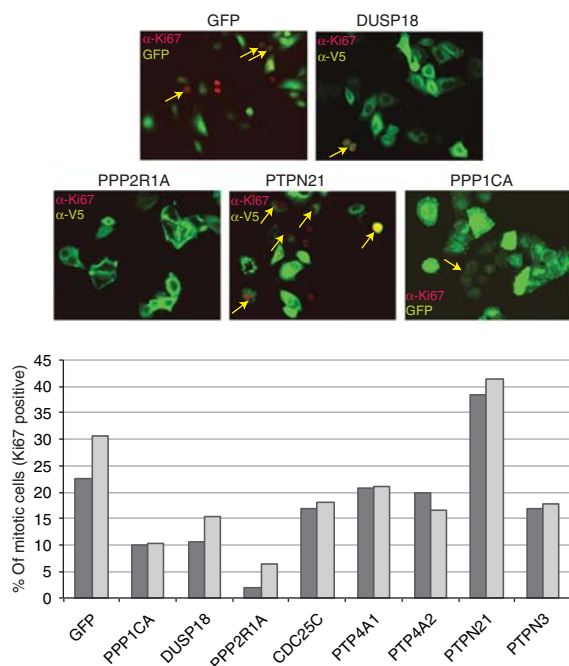 GFP
α-Ki67
GFP
DUSP18
α-Ki67
α-V5
PPP2R1A
α-Ki67
α-V5
PTPN21
α-Ki67
α-V5
PPP1CA
α-Ki67
GFP
% Of mitotic cells (Ki67 positive)
45
40
35
30
25
20
15
10
5
0
GFP
PPP1CA
DUSP18
PPP2R1A
CDC25C
PTP4A1
PTP4A2
PTPN21
PTPN3